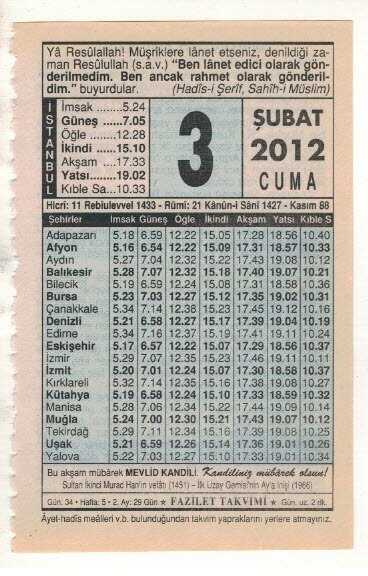 Yâ Resûlallah! Müşriklere lânet etseniz, denildiği za-
man Resûlullah (s.a.v.) “Ben lânet edici olarak gön-
derilmedim. Ben ancak rahmet olarak gönderil-
dim.” buyurdular. (Hadîs-i Şerîf, Sahîh-i Müslim)
İSTANBUL
İmsak ......5.24
Güneş ......7.05
Öğle .......12.28
İkindi ......15.10
Akşam ....17.33
Yatsı.......19.02
Kıble Sa...10.33
3
ŞUBAT
2012
CUMA
Hicrî: 11 Rebiulevvel 1433 - Rûmî: 21 Kânûn-i Sânî 1427 - Kasım 88
Şehirler İmsak Güneş Öğle İkindi Akşam Yatsı Kıble S
Adapazarı 5.18 6.59 12.22 15.05 17.28 18.56 10.40
Afyon 5.16 6.54 12.22 15.09 17.31 18.57 10.33
Aydın 5.27 7.04 12.32 15.22 17.43 19.08 10.12
Balıkesir 5.28 7.07 12.32 15.18 17.40 19.07 10.21
Bilecik 5.19 6.59 12.24 15.08 17.31 18.58 10.36
Bursa 5.23 7.03 12.27 15.12 17.35 19.02 10.31
Çanakkale 5.34 7.14 12.38 15.23 17.45 19.12 10.16
Denizli 5.21 6.58 12.27 15.17 17.39 19.04 10.19
Edirne 5.34 7.16 12.37 15.19 17.41 19.11 10.24
Eskişehir 5.17 6.57 12.22 15.07 17.29 18.56 10.37
İzmir 5.29 7.07 12.35 15.23 17.46 19.11 10.11
İzmit 5.20 7.01 12.24 15.07 17.30 18.58 10.37
Kırklareli 5.32 7.14 12.35 15.16 17.38 19.08 10.27
Kütahya 5.19 6.58 12.24 15.10 17.33 18.59 10.32
Manisa 5.28 7.06 12.34 15.22 17.44 19.09 10.14
Muğla 5.24 7.00 12.30 15.21 17.43 19.07 10.12
Tekirdağ 5.29 7.11 12.34 15.16 17.39 19.08 10.25
Uşak 5.21 6.59 12.26 15.14 17.36 19.01 10.26
Yalova 5.22 7.03 12.27 15.10 17.33 19.01 10.34
Bu akşam mübârek MEVLİD KANDİLİ. Kandiliniz mübârek olsun!
Sultan İkinci Murad Han'ın vefâtı (1451) – İlk Uzay Gemisi'nin Ay'a inişi (1966)
Gün: 34 • Hafta: 5 • 2. Ay: 29 Gün ★ FAZİLET TAKVİMİ ★ Gün. uz. 2 dk.
Âyet-hadîs meâlleri v.b. bulunduğundan takvim yapraklarını yerlere atmayınız.